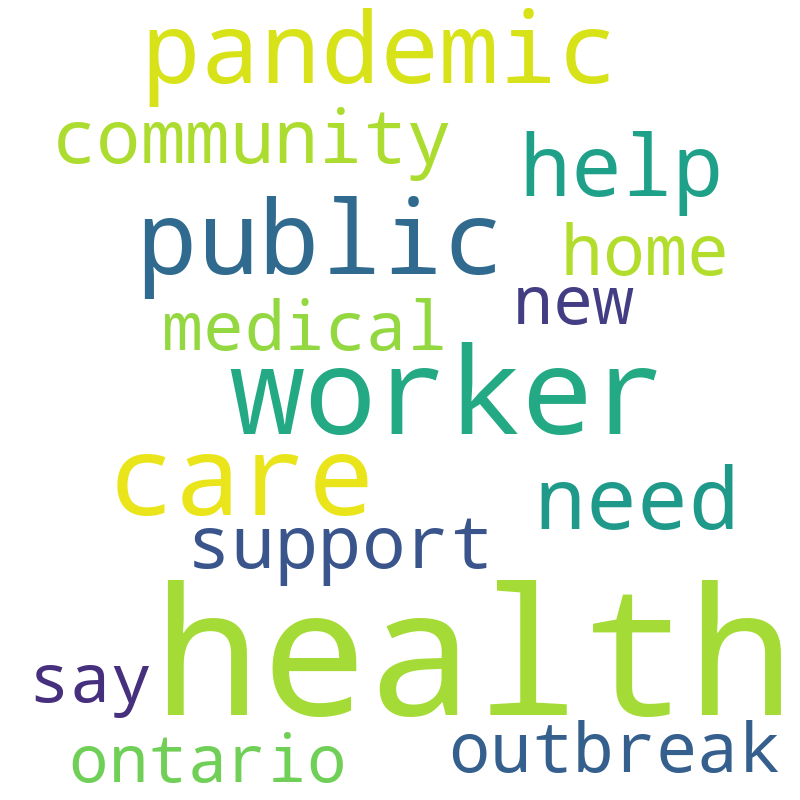 pandemic
community
help
public
home
new
medical
worker
care
need
support
health
say
outbreak
ontario